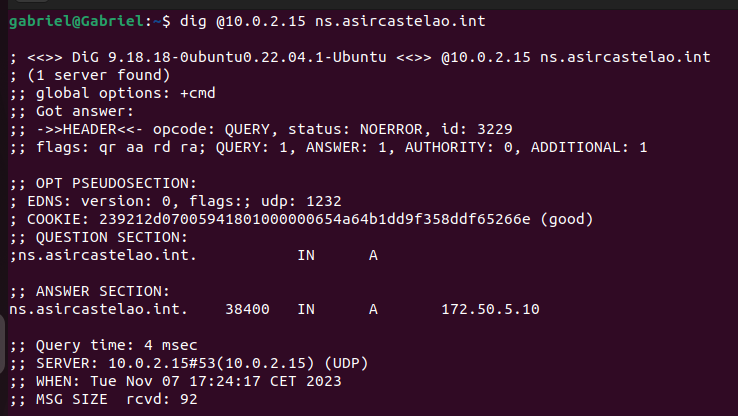 gabriel@Gabriel:~$ dig @10.0.2.15 ns.asircastelao.int

; <<>> DiG 9.18.18-0ubuntu0.22.04.1-Ubuntu <<>> @10.0.2.15 ns.asircastelao.int
; (1 server found)
;; global options: +cmd
;; Got answer:
;; ->>HEADER<<- opcode: QUERY, status: NOERROR, id: 3229
;; flags: qr aa rd ra; QUERY: 1, ANSWER: 1, AUTHORITY: 0, ADDITIONAL: 1

;; OPT PSEUDOSECTION:
; EDNS: version: 0, flags:; udp: 1232
; COOKIE: 239212d07005941801000000654a64b1dd9f358ddf65266e (good)
;; QUESTION SECTION:
;ns.asircastelao.int.		IN	A

;; ANSWER SECTION:
ns.asircastelao.int.	38400	IN	A	172.50.5.10

;; Query time: 4 msec
;; SERVER: 10.0.2.15#53(10.0.2.15) (UDP)
;; WHEN: Tue Nov 07 17:24:17 CET 2023
;; MSG SIZE  rcvd: 92